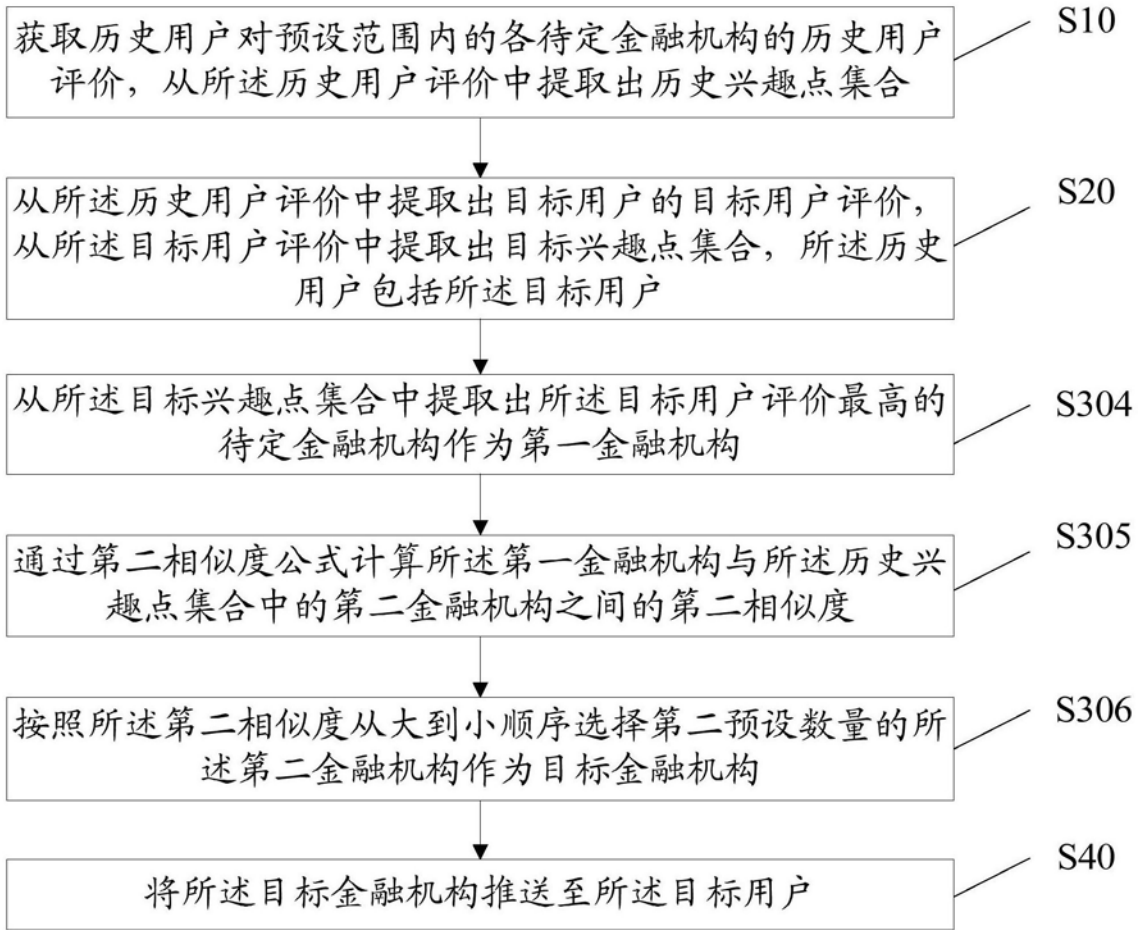 获取历史用户对预设范围内的各待定金融机构的历史用户
评价，从所述历史用户评价中提取出历史兴趣点集合
S10
从所述历史用户评价中提取出目标用户的目标用户评价，
从所述目标用户评价中提取出目标兴趣点集合，所述历史
用户包括所述目标用户
S20
从所述目标兴趣点集合中提取出所述目标用户评价最高的
待定金融机构作为第一金融机构
S304
通过第二相似度公式计算所述第一金融机构与所述历史兴
趣点集合中的第二金融机构之间的第二相似度
S305
按照所述第二相似度从大到小顺序选择第二预设数量的所
述第二金融机构作为目标金融机构
S306
将所述目标金融机构推送至所述目标用户
S40